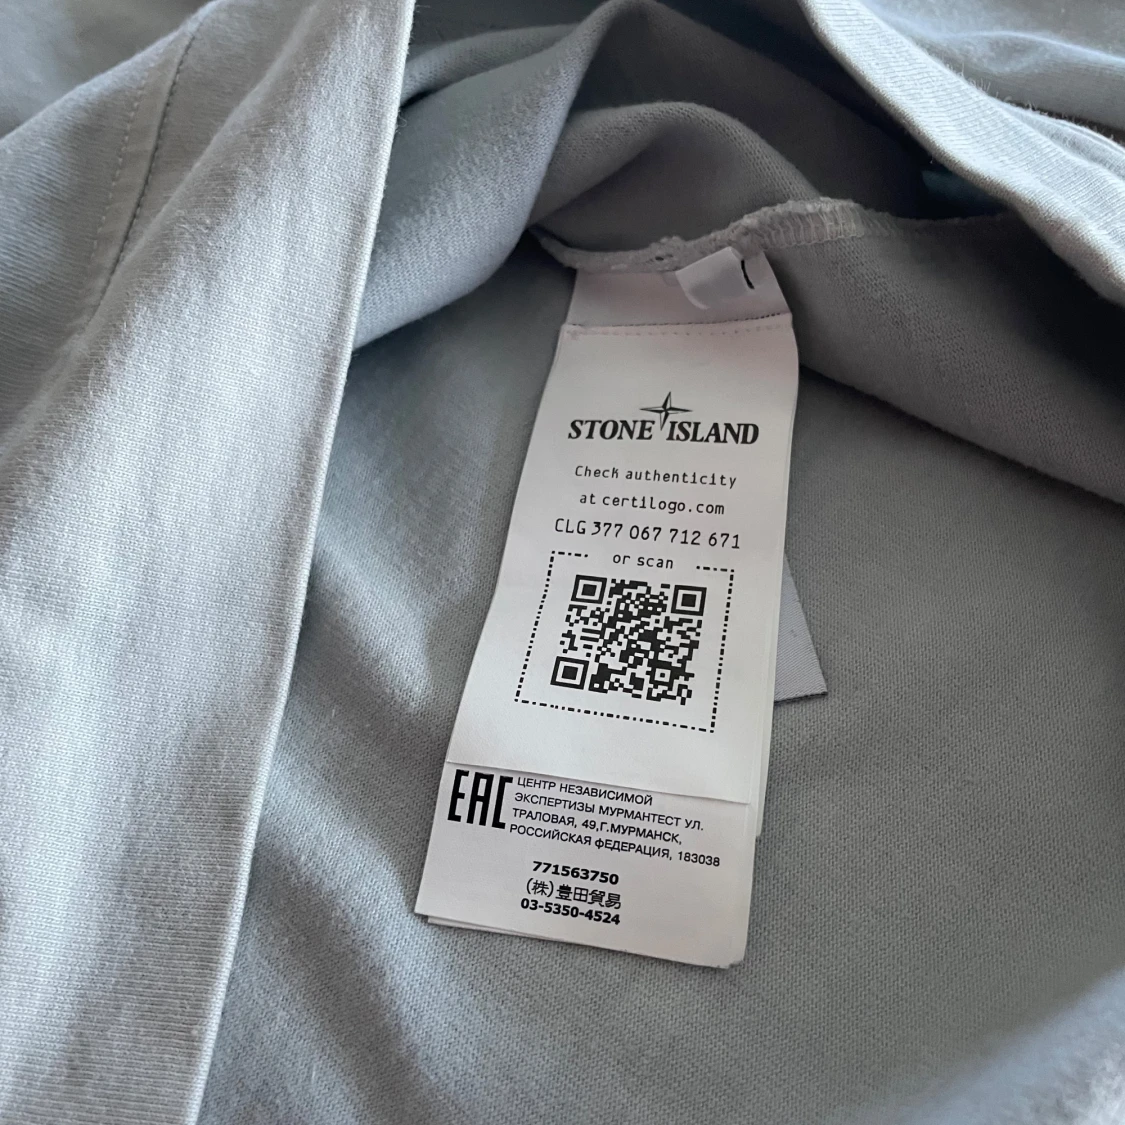 STONE ISLAND
Check authenticity
at certilogo.com
CLG 377 067 712 671
or scan
EAC
ЦЕНТР НЕЗАВИСИМОЙ
ЭКСПЕРТИЗЫ МУРМАНТЕСТ УЛ.
ТРАЛОВАЯ, 49,Г.МУРМАНСК,
РОССИЙСКАЯ ФЕДЕРАЦИЯ, 183038
771563750
(株)豊田貿易
03-5350-4524